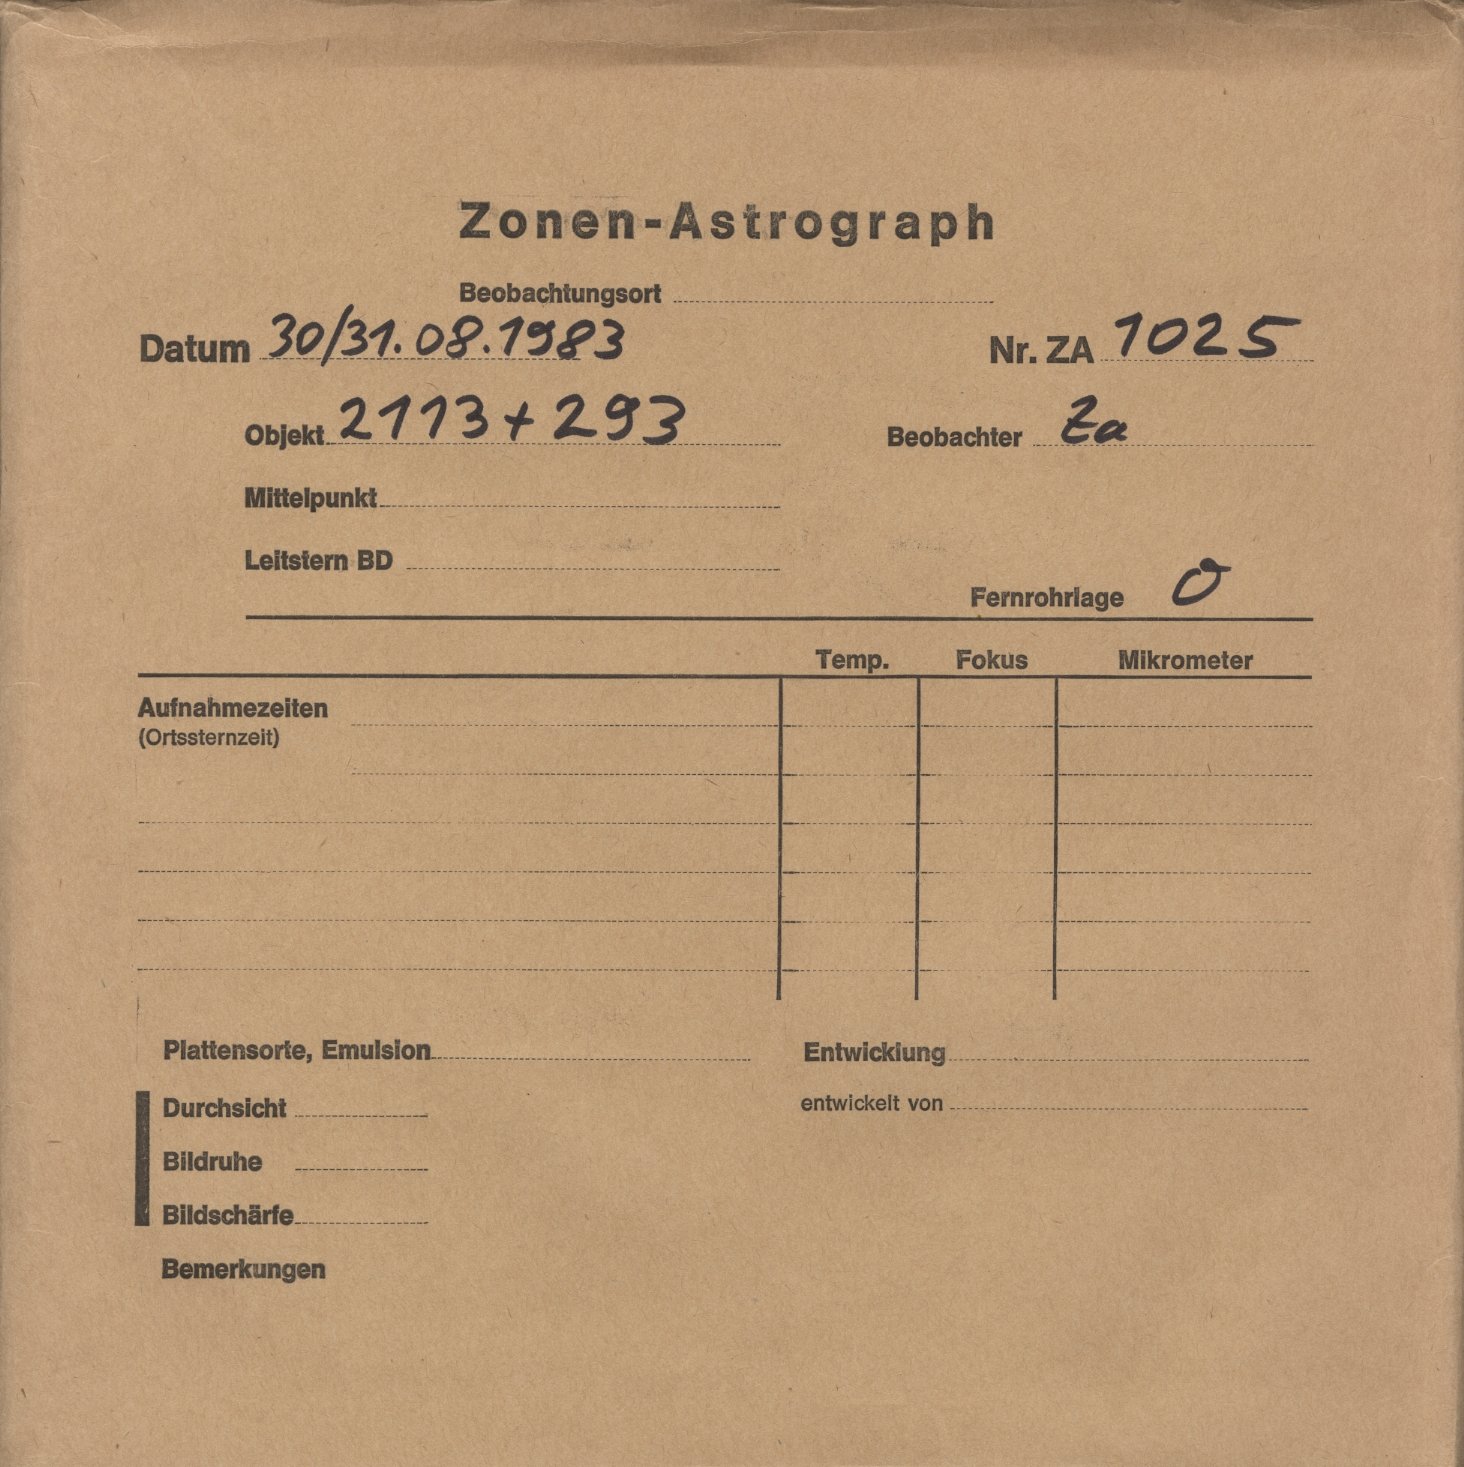 Zonen-Astrograph
Beobachtungsort
Datum 30/31.08.1983 Nr. ZA 1025
Objekt 2113+293 Beobachter Za
Mittelpunkt
Leitstern BD
Fernrohrlage O
Temp. Fokus Mikrometer
Aufnahmezeiten
(Ortssternzeit)
Plattensorte, Emulsion Entwicklung
Durchsicht entwickelt von
Bildruhe
Bildschärfe
Bemerkungen